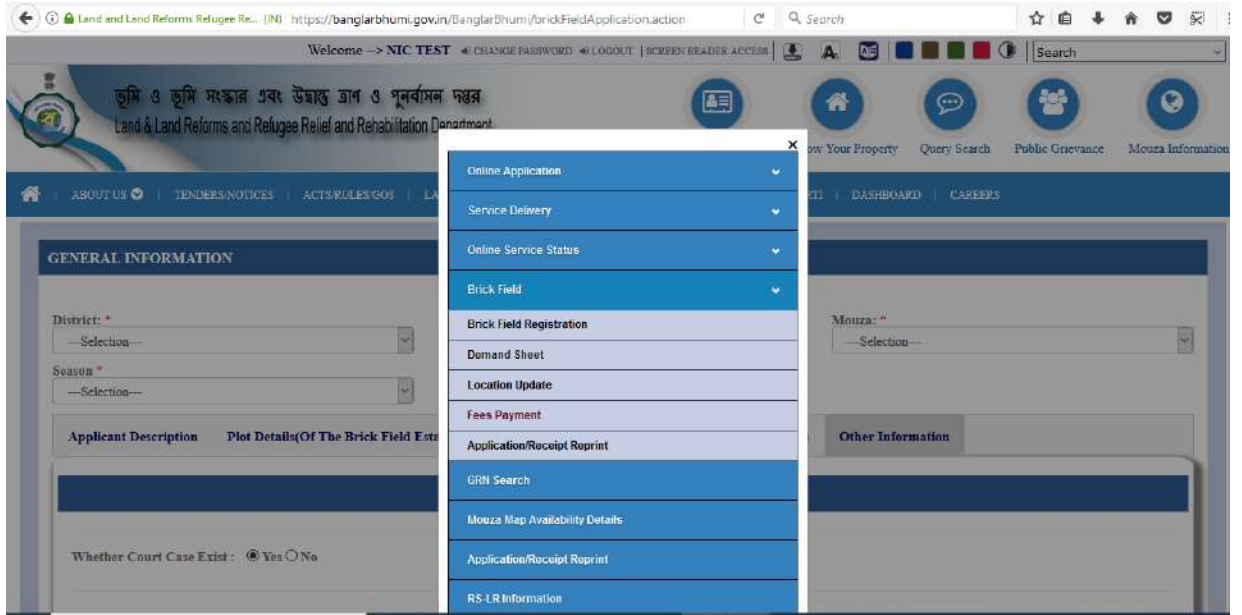 Land and Land Reforms Refugee Re... (IN) https://banglarbhumi.gov.in/BanglarBhumi/brickFieldApplication.action Search
Welcome --> NIC TEST CHANGE PASSWORD LOGOUT | SCREEN READER ACCESS A A Search
ভূমি ও ভূমি সংস্কার এবং উদ্বাস্তু ত্রাণ ও পুনর্বাসন দপ্তর
Land & Land Reforms and Refugee Relief and Rehabilitation Department
ow Your Property Query Search Public Grievance Mouza Information
ABOUT US | TENDERS/NOTICES | ACTS/RULES/GOS | LA RTI | DASHBOARD | CAREERS
×
Online Application
Service Delivery
Online Service Status
Brick Field
Brick Field Registration
Demand Sheet
Location Update
Fees Payment
Application/Receipt Reprint
GRN Search
Mouza Map Availability Details
Application/Receipt Reprint
RS-LR Information
GENERAL INFORMATION
District: * Mouza: *
---Selection--- ---Selection---
Season *
---Selection---
Applicant Description Plot Details(Of The Brick Field Esta Other Information
Whether Court Case Exist : Yes No